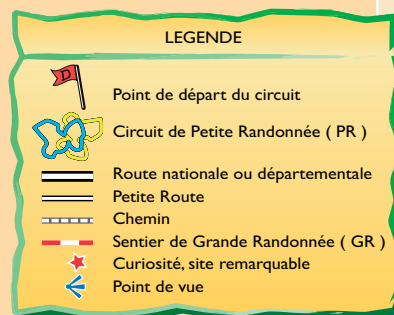 LEGENDE
D
Point de départ du circuit
Circuit de Petite Randonnée ( PR )
Route nationale ou départementale
Petite Route
Chemin
Sentier de Grande Randonnée ( GR )
Curiosité, site remarquable
Point de vue